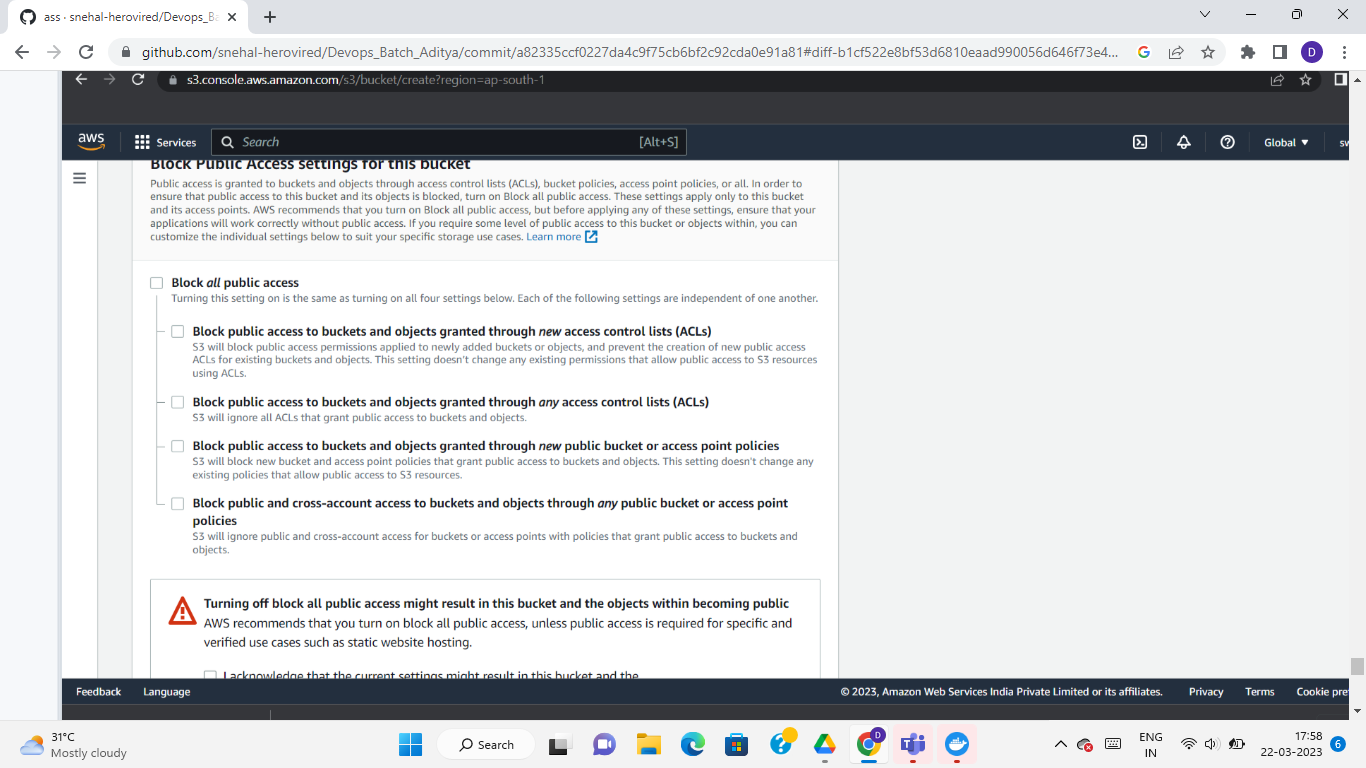 ass · snehal-herovired/Devops_Ba
github.com/snehal-herovired/Devops_Batch_Aditya/commit/a82335ccf0227da4c9f75cb6bf2c92cda0e91a81#diff-b1cf522e8bf53d6810eaad990056d646f73e4...
D
s3.console.aws.amazon.com/s3/bucket/create?region=ap-south-1
aws
Services
Search
[Alt+S]
Global
Block Public Access settings for this bucket
Public access is granted to buckets and objects through access control lists (ACLs), bucket policies, access point policies, or all. In order to
ensure that public access to this bucket and its objects is blocked, turn on Block all public access. These settings apply only to this bucket
and its access points. AWS recommends that you turn on Block all public access, but before applying any of these settings, ensure that your
applications will work correctly without public access. If you require some level of public access to this bucket or objects within, you can
customize the individual settings below to suit your specific storage use cases. Learn more
Block all public access
Turning this setting on is the same as turning on all four settings below. Each of the following settings are independent of one another.
Block public access to buckets and objects granted through new access control lists (ACLs)
S3 will block public access permissions applied to newly added buckets or objects, and prevent the creation of new public access
ACLs for existing buckets and objects. This setting doesn't change any existing permissions that allow public access to S3 resources
using ACLs.
Block public access to buckets and objects granted through any access control lists (ACLs)
S3 will ignore all ACLs that grant public access to buckets and objects.
Block public access to buckets and objects granted through new public bucket or access point policies
S3 will block new bucket and access point policies that grant public access to buckets and objects. This setting doesn't change any
existing policies that allow public access to S3 resources.
Block public and cross-account access to buckets and objects through any public bucket or access point
policies
S3 will ignore public and cross-account access for buckets or access points with policies that grant public access to buckets and
objects.
Turning off block all public access might result in this bucket and the objects within becoming public
AWS recommends that you turn on block all public access, unless public access is required for specific and
verified use cases such as static website hosting.
I acknowledge that the current settings might result in this bucket and the
Feedback
Language
© 2023, Amazon Web Services India Private Limited or its affiliates.
Privacy
Terms
Cookie pre
31°C
Mostly cloudy
Search
D
ENG
IN
17:58
22-03-2023
6